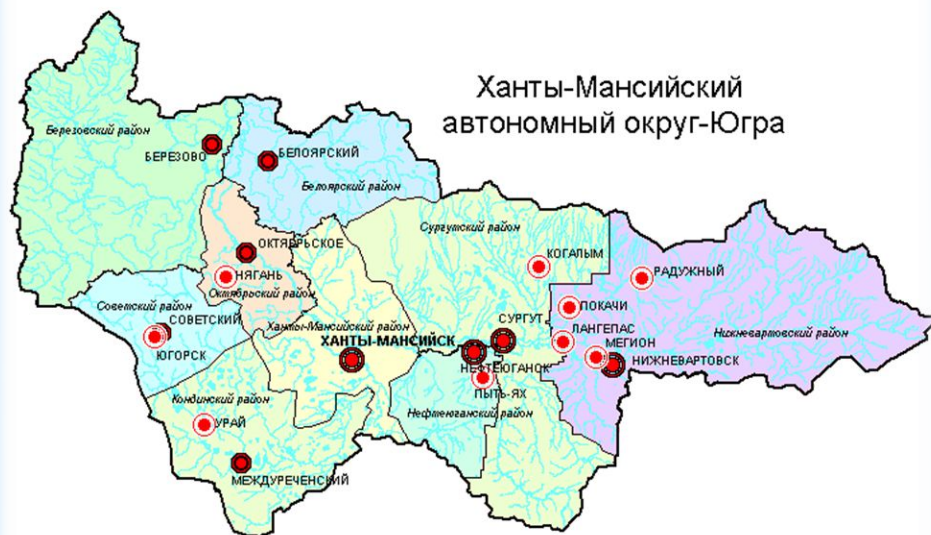 Ханты-Мансийский
автономный округ-Югра
Березовский район
БЕРЕЗОВО
БЕЛОЯРСКИЙ
Белоярский район
Сургутский район
ОКТЯБРЬСКОЕ
КОГАЛЫМ
НЯГАНЬ
РАДУЖНЫЙ
Октябрьский район
Советский район
ПОКАЧИ
СОВЕТСКИЙ
СУРГУТ
Ханты-Мансийский район
ЛАНГЕПАС
Нижневартовский район
ХАНТЫ-МАНСИЙСК
МЕГИОН
ЮГОРСК
НИЖНЕВАРТОВСК
НЕФТЕЮГАНСК
ПЫТЬ-ЯХ
Кондинский район
Нефтеюганский район
УРАЙ
МЕЖДУРЕЧЕНСКИЙ